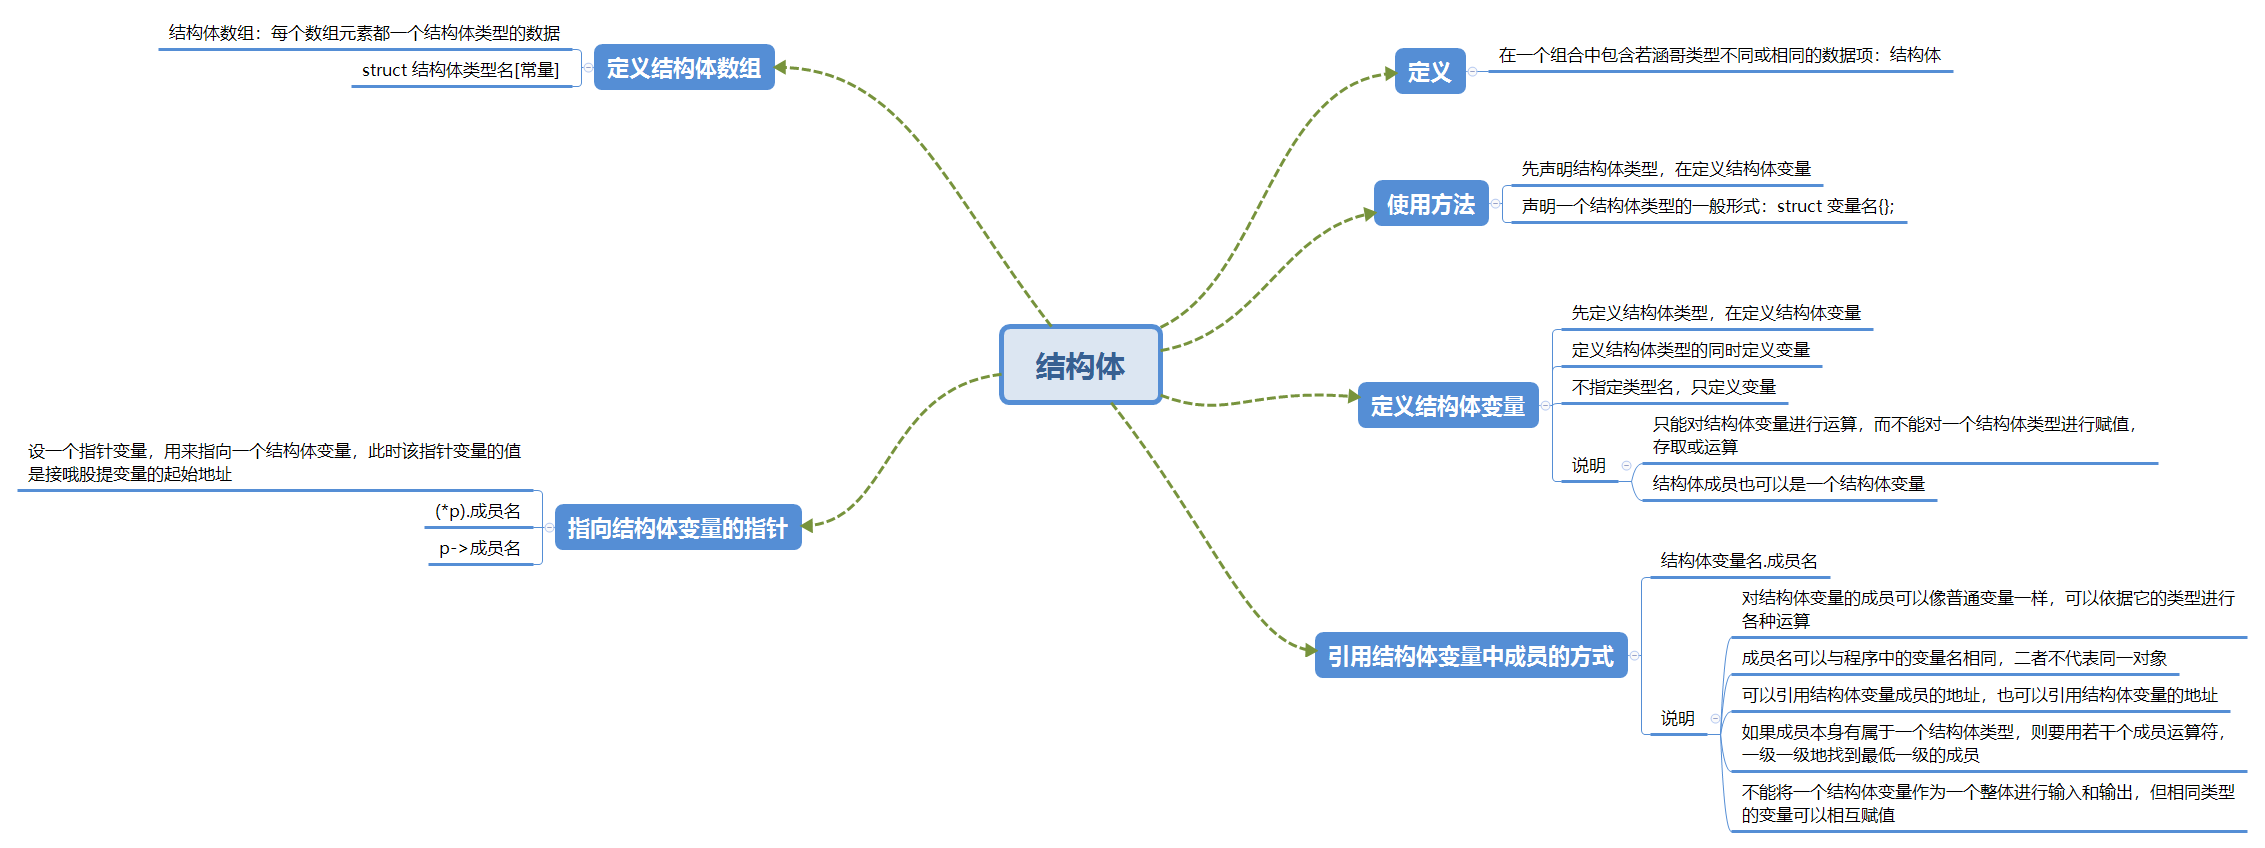 结构体
定义
在一个组合中包含若涵哥类型不同或相同的数据项：结构体
使用方法
先声明结构体类型，在定义结构体变量
声明一个结构体类型的一般形式：struct 变量名{};
定义结构体变量
先定义结构体类型，在定义结构体变量
定义结构体类型的同时定义变量
不指定类型名，只定义变量
说明
只能对结构体变量进行运算，而不能对一个结构体类型进行赋值，
存取或运算
结构体成员也可以是一个结构体变量
引用结构体变量中成员的方式
结构体变量名.成员名
说明
对结构体变量的成员可以像普通变量一样，可以依据它的类型进行
各种运算
成员名可以与程序中的变量名相同，二者不代表同一对象
可以引用结构体变量成员的地址，也可以引用结构体变量的地址
如果成员本身有属于一个结构体类型，则要用若干个成员运算符，
一级一级地找到最低一级的成员
不能将一个结构体变量作为一个整体进行输入和输出，但相同类型
的变量可以相互赋值
定义结构体数组
结构体数组：每个数组元素都一个结构体类型的数据
struct 结构体类型名[常量]
指向结构体变量的指针
设一个指针变量，用来指向一个结构体变量，此时该指针变量的值
是接哦股提变量的起始地址
(*p).成员名
p->成员名